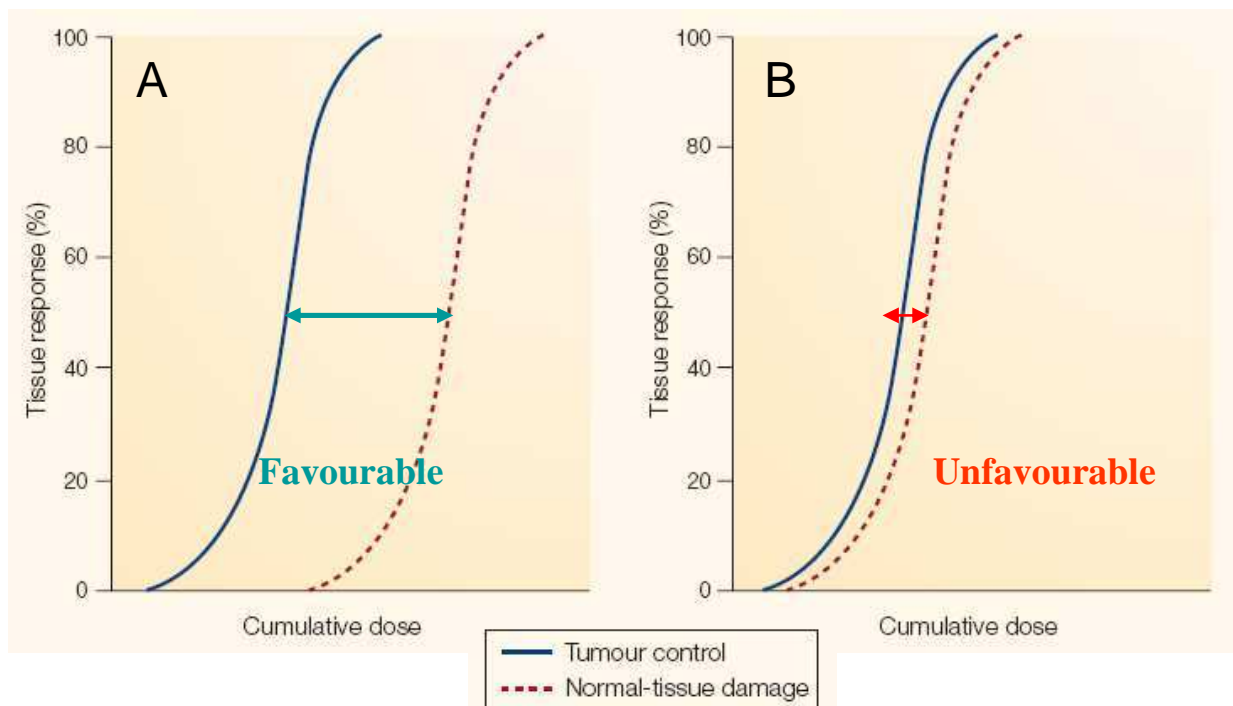 A
Tissue response (%)
100
80
60
40
20
0
Favourable
Cumulative dose
B
Tissue response (%)
100
80
60
40
20
0
Unfavourable
Cumulative dose
Tumour control
Normal-tissue damage